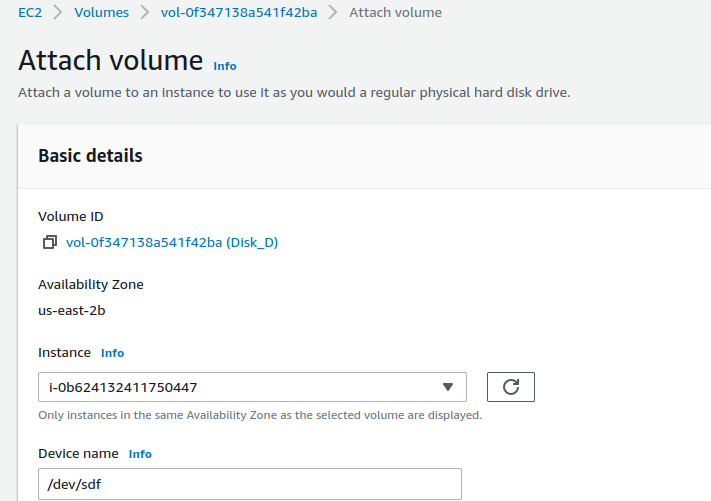 EC2 > Volumes > vol-0f347138a541f42ba > Attach volume
Attach volume Info
Attach a volume to an instance to use it as you would a regular physical hard disk drive.
Basic details
Volume ID
vol-0f347138a541f42ba (Disk_D)
Availability Zone
us-east-2b
Instance Info
i-0b624132411750447
Only instances in the same Availability Zone as the selected volume are displayed.
Device name Info
/dev/sdf